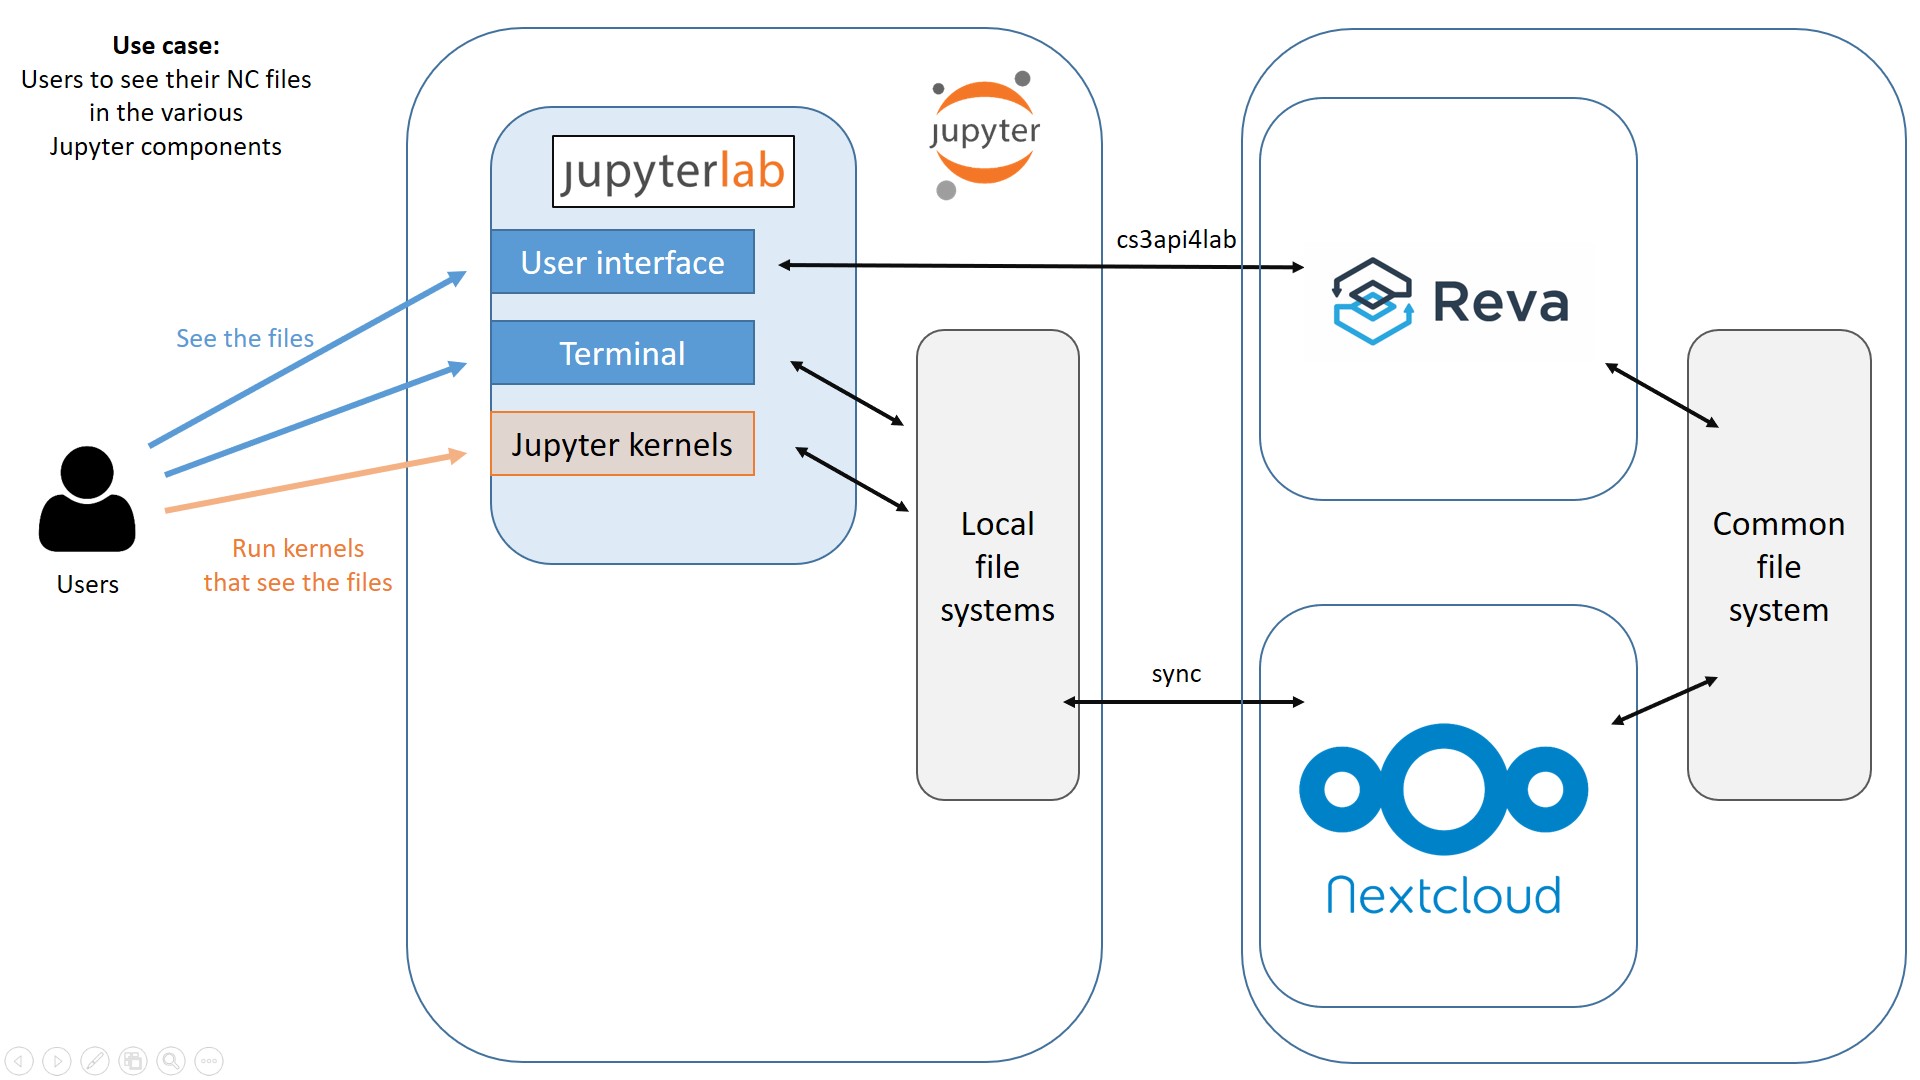 Use case:
Users to see their NC files
in the various
Jupyter components
jupyter
jupyterlab
User interface
cs3api4lab
Reva
See the files
Terminal
Jupyter kernels
Run kernels
that see the files
Users
Local
file
systems
Common
file
system
sync
Nextcloud